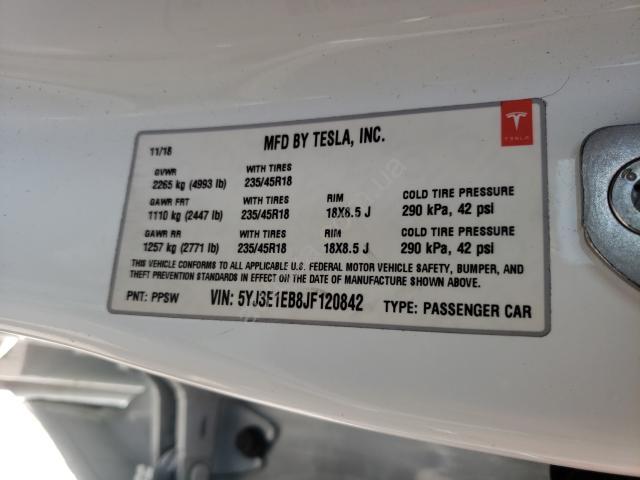 MFD BY TESLA, INC.
TESLA
11/18
GVWR WITH TIRES
2265 kg (4993 lb) 235/45R18
GAWR FRT WITH TIRES RIM COLD TIRE PRESSURE
1110 kg (2447 lb) 235/45R18 18X8.5 J 290 kPa, 42 psi
GAWR RR WITH TIRES RIM COLD TIRE PRESSURE
1257 kg (2771 lb) 235/45R18 18X8.5 J 290 kPa, 42 psi
THIS VEHICLE CONFORMS TO ALL APPLICABLE U.S. FEDERAL MOTOR VEHICLE SAFETY, BUMPER, AND
THEFT PREVENTION STANDARDS IN EFFECT ON THE DATE OF MANUFACTURE SHOWN ABOVE.
PNT: PPSW VIN: 5YJ3E1EB8JF120842 TYPE: PASSENGER CAR